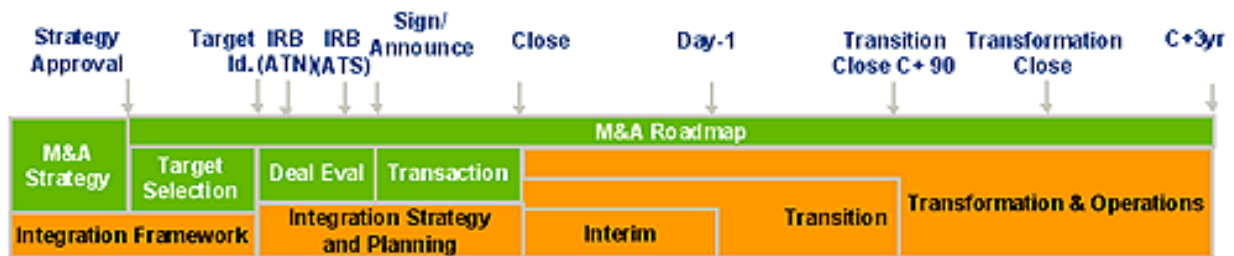 Strategy
Approval
Target
Id.
IRB
(ATN)
IRB
(ATS)
Sign/
Announce
Close
Day-1
Transition
Close C+ 90
Transformation
Close
C+3yr
M&A Roadmap
M&A
Strategy
Target
Selection
Deal Eval
Transaction
Integration Framework
Integration Strategy
and Planning
Interim
Transition
Transformation & Operations